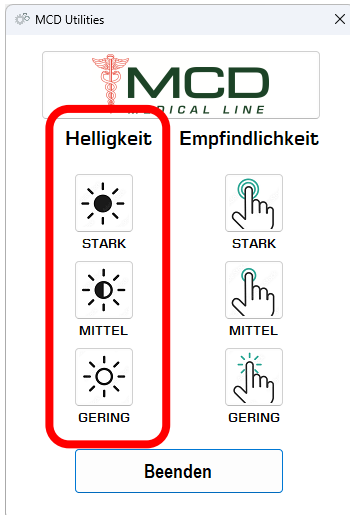 MCD Utilities
MCD
MEDICAL LINE
Helligkeit Empfindlichkeit
STARK STARK
MITTEL MITTEL
GERING GERING
Beenden